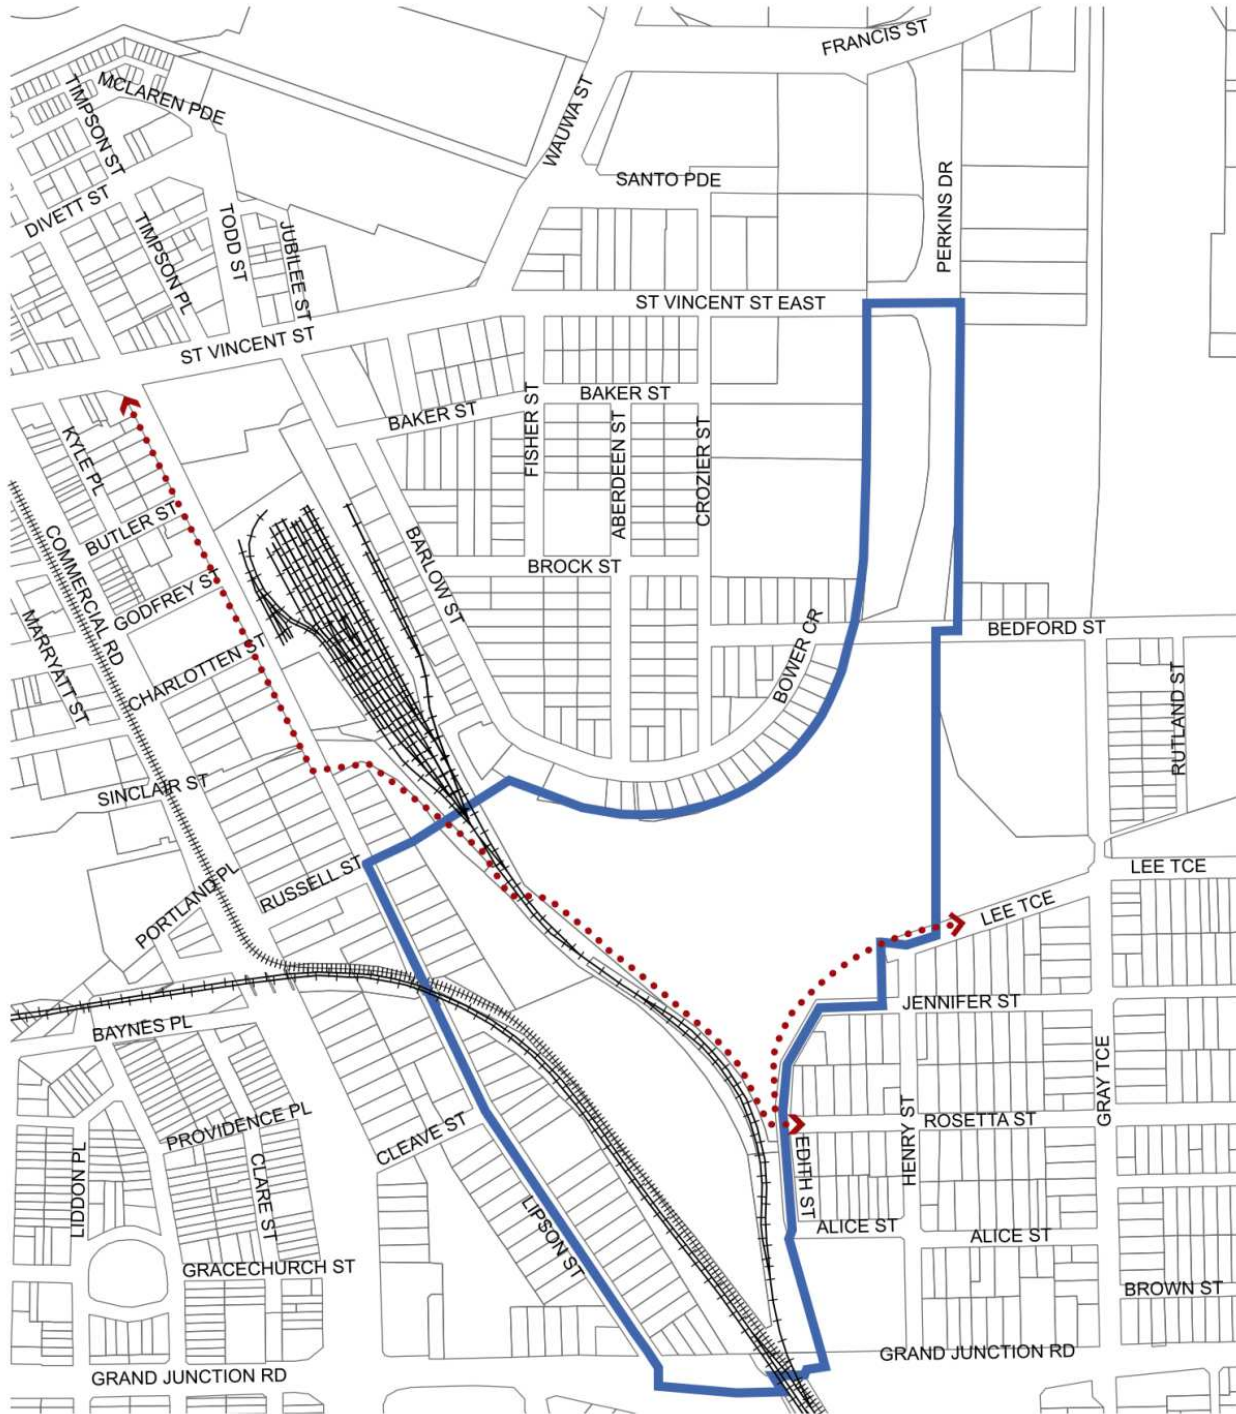 FRANCIS ST
MCLAREN PDE
TIMPSON ST
WAUWA ST
SANTO PDE
DIVETT ST
TIMPSON PL
TODD ST
JUBILEE ST
PERKINS DR
ST VINCENT ST EAST
ST VINCENT ST
BAKER ST
BAKER ST
FISHER ST
ABERDEEN ST
CROZIER ST
KYLE PL
BUTLER ST
COMMERCIAL RD
GODFREY ST
BARLOW ST
BROCK ST
MARRYATT ST
CHARLOTTEN ST
BOWER CR
BEDFORD ST
RUTLAND ST
SINCLAIR ST
RUSSELL ST
PORTLAND PL
LEE TCE
LEE TCE
BAYNES PL
JENNIFER ST
GRAY TCE
PROVIDENCE PL
CLEAVE ST
ROSETTA ST
HENRY ST
EDITH ST
LIDDON PL
CLARE ST
LIPSON ST
ALICE ST
ALICE ST
GRACECHURCH ST
BROWN ST
GRAND JUNCTION RD
GRAND JUNCTION RD